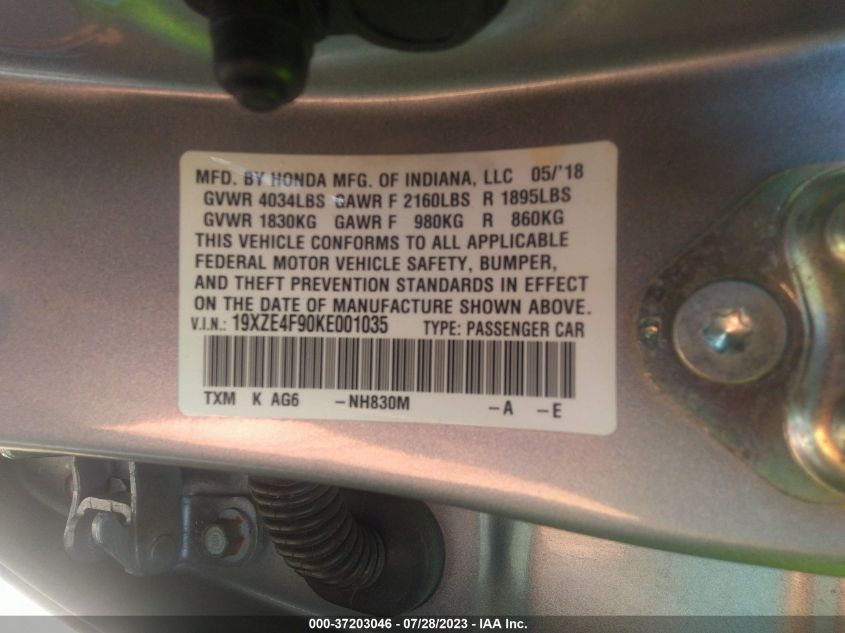 MFD. BY HONDA MFG. OF INDIANA, LLC 05/'18
GVWR 4034LBS GAWR F 2160LBS R 1895LBS
GVWR 1830KG GAWR F 980KG R 860KG
THIS VEHICLE CONFORMS TO ALL APPLICABLE
FEDERAL MOTOR VEHICLE SAFETY, BUMPER,
AND THEFT PREVENTION STANDARDS IN EFFECT
ON THE DATE OF MANUFACTURE SHOWN ABOVE.
V.I.N.: 19XZE4F90KE001035 TYPE: PASSENGER CAR
TXM K AG6 -NH830M -A -E
000-37203046 - 07/28/2023 - IAA Inc.